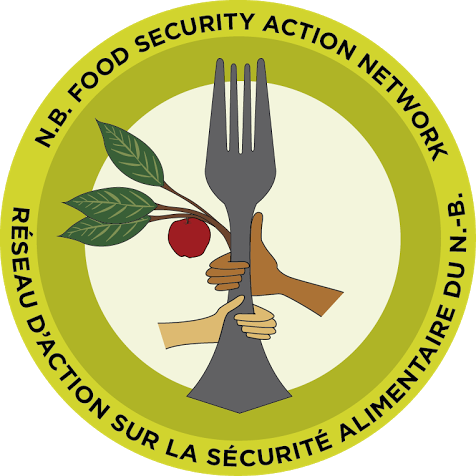 N.B. FOOD SECURITY ACTION NETWORK
RÉSEAU D'ACTION SUR LA SÉCURITÉ ALIMENTAIRE DU N.-B.